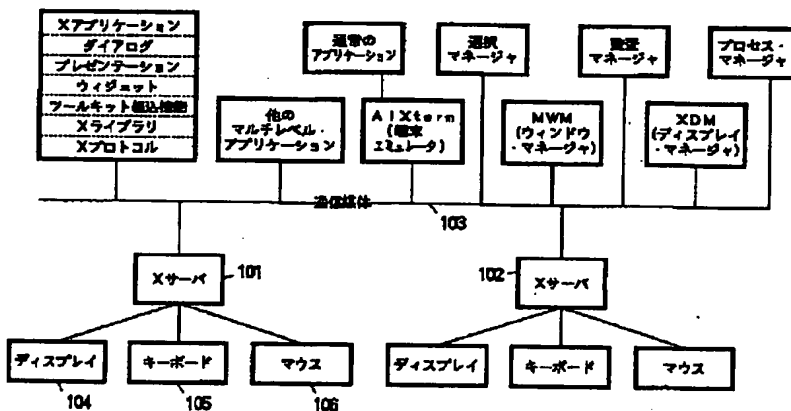 Xアプリケーション
ダイアログ
プレゼンテーション
ウィジェット
ツールキット組込機能
Xライブラリ
Xプロトコル
他の
マルチレベル・
アプリケーション
通常の
アプリケーション
AIXterm
(端末
エミュレータ)
選択
マネージャ
MWM
(ウィンドウ
・マネージャ)
マネージャ
XDM
(ディスプレイ
・マネージャ)
プロセス・
マネージャ
通信媒体
103
Xサーバ
101
102
Xサーバ
ディスプレイ
キーボード
マウス
104
105
106
ディスプレイ
キーボード
マウス